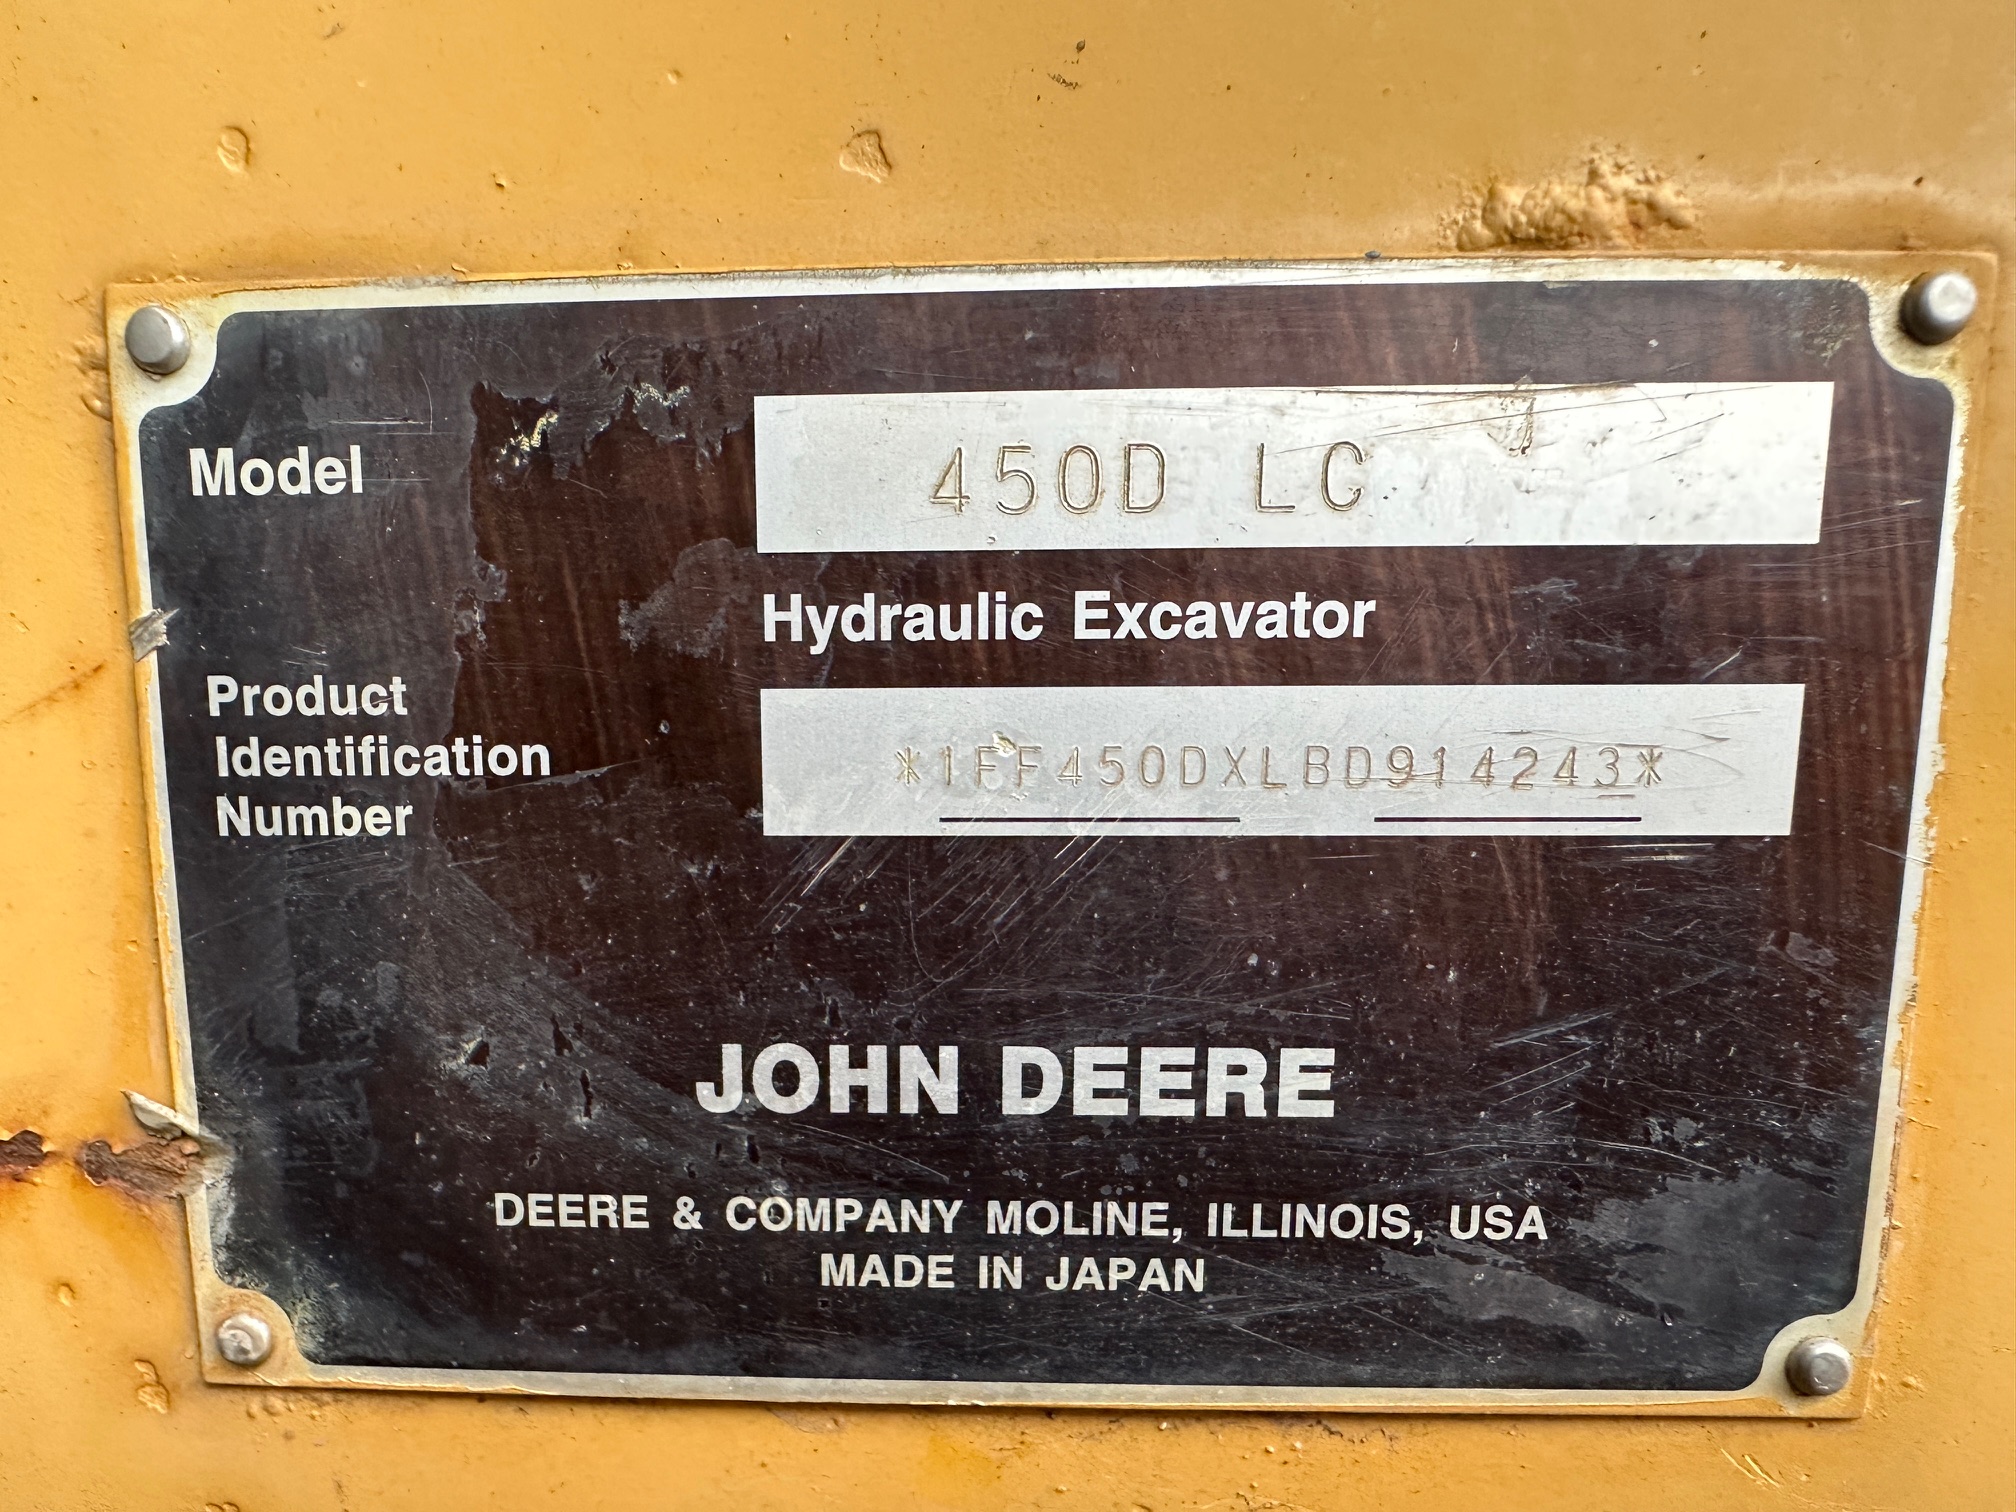 Model
450D LC
Hydraulic Excavator
Product
Identification
Number
*1FF450DXLBD914243*
JOHN DEERE
DEERE & COMPANY MOLINE, ILLINOIS, USA
MADE IN JAPAN